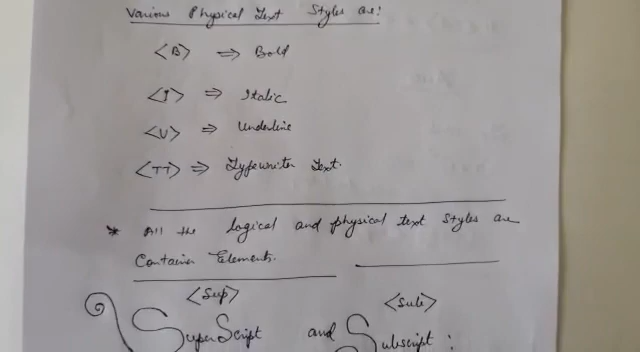 Various Physical Text Styles are:
<B> ⇒ Bold
<I> ⇒ Italic
<U> ⇒ Underline
<TT> ⇒ Typewriter Text.
* All the logical and physical text styles are
Container Elements.
<Sup> <Sub>
SuperScript and Subscript: